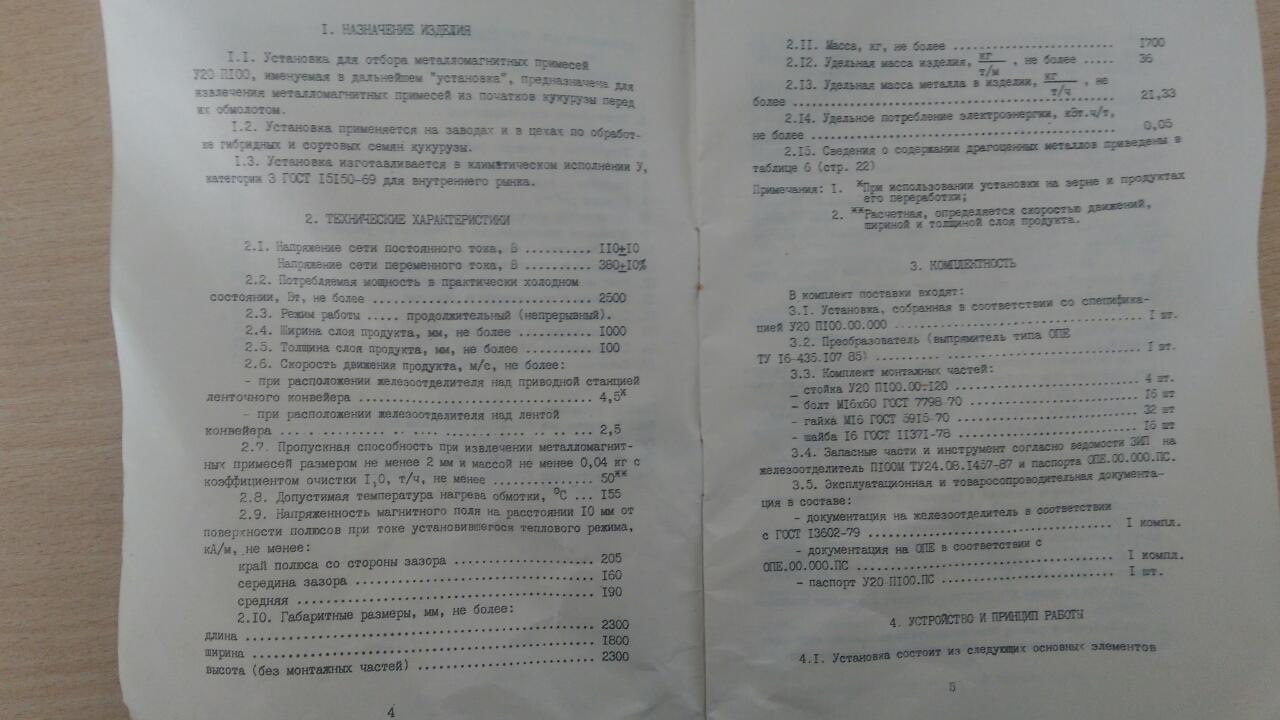 I. НАЗНАЧЕНИЕ ИЗДЕЛИЯ
I.I. Установка для отбора металломагнитных примесей
У20 П100, именуемая в дальнейшем "установка", предназначена для
извлечения металломагнитных примесей из початков кукурузы перед
их обмолотом.
I.2. Установка применяется на заводах и в цехах по обработ-
ке гибридных и сортовых семян кукурузы.
I.3. Установка изготавливается в климатическом исполнении У,
категории 3 ГОСТ I5I50-69 для внутреннего рынка.
2. ТЕХНИЧЕСКИЕ ХАРАКТЕРИСТИКИ
2.I. Напряжение сети постоянного тока, В .......... II0±I0
Напряжение сети переменного тока, В .......... 380±I0%
2.2. Потребляемая мощность в практически холодном
состоянии, Вт, не более ............................... 2500
2.3. Режим работы ..... продолжительный (непрерывный).
2.4. Ширина слоя продукта, мм, не более ........... I000
2.5. Толщина слоя продукта, мм, не более .......... I00
2.6. Скорость движения продукта, м/с, не более:
- при расположении железоотделителя над приводной станцией
ленточного конвейера .................................. 4,5*
- при расположении железоотделителя над лентой
конвейера ............................................. 2,5
2.7. Пропускная способность при извлечении металломагнит-
ных примесей размером не менее 2 мм и массой не менее 0,04 кг с
коэффициентом очистки I,0, т/ч, не менее .............. 50**
2.8. Допустимая температура нагрева обмотки, °С ... I55
2.9. Напряженность магнитного поля на расстоянии I0 мм от
поверхности полюсов при токе установившегося теплового режима,
кА/м, не менее:
край полюса со стороны зазора ..................... 205
середина зазора ................................... I60
средняя ........................................... I90
2.I0. Габаритные размеры, мм, не более:
длина ................................................. 2300
ширина ................................................ I800
высота (без монтажных частей) ......................... 2300
4
2.II. Масса, кг, не более ....................... I700
2.I2. Удельная масса изделия, кг/т/м , не более ..... 36
2.I3. Удельная масса металла в изделии, кг/т/ч , не
более ................................................ 2I,33
2.I4. Удельное потребление электроэнергии, кВт.ч/т,
не более ............................................. 0,05
2.I5. Сведения о содержании драгоценных металлов приведены в
таблице 6 (стр. 22)
Примечания: I. *При использовании установки на зерне и продуктах
его переработки;
2. **Расчетная, определяется скоростью движений,
шириной и толщиной слоя продукта.
3. КОМПЛЕКТНОСТЬ
В комплект поставки входят:
3.I. Установка, собранная в соответствии со специфика-
цией У20 П100.00.000 ................................. I шт.
3.2. Преобразователь (выпрямитель типа ОПЕ
ТУ I6-435.I07 85) .................................... I шт.
3.3. Комплект монтажных частей:
- стойка У20 П100.00-I20 ............................. 4 шт.
- болт МI6х60 ГОСТ 7798 70 ........................... I6 шт
- гайка МI6 ГОСТ 59I5-70 ............................. 32 шт
- шайба I6 ГОСТ II37I-78 ............................. I6 шт
3.4. Запасные части и инструмент согласно ведомости ЗИП на
железоотделитель П100М ТУ24.08.I457-87 и паспорта ОПЕ.00.000.ПС.
3.5. Эксплуатационная и товаросопроводительная документа-
ция в составе:
- документация на железоотделитель в соответствии
с ГОСТ I3602-79 ...................................... I компл.
- документация на ОПЕ в соответствии с
ОПЕ.00.000.ПС ........................................ I компл.
- паспорт У20 П100.ПС ................................ I шт.
4. УСТРОЙСТВО И ПРИНЦИП РАБОТЫ
4.I. Установка состоит из следующих основных элементов
5